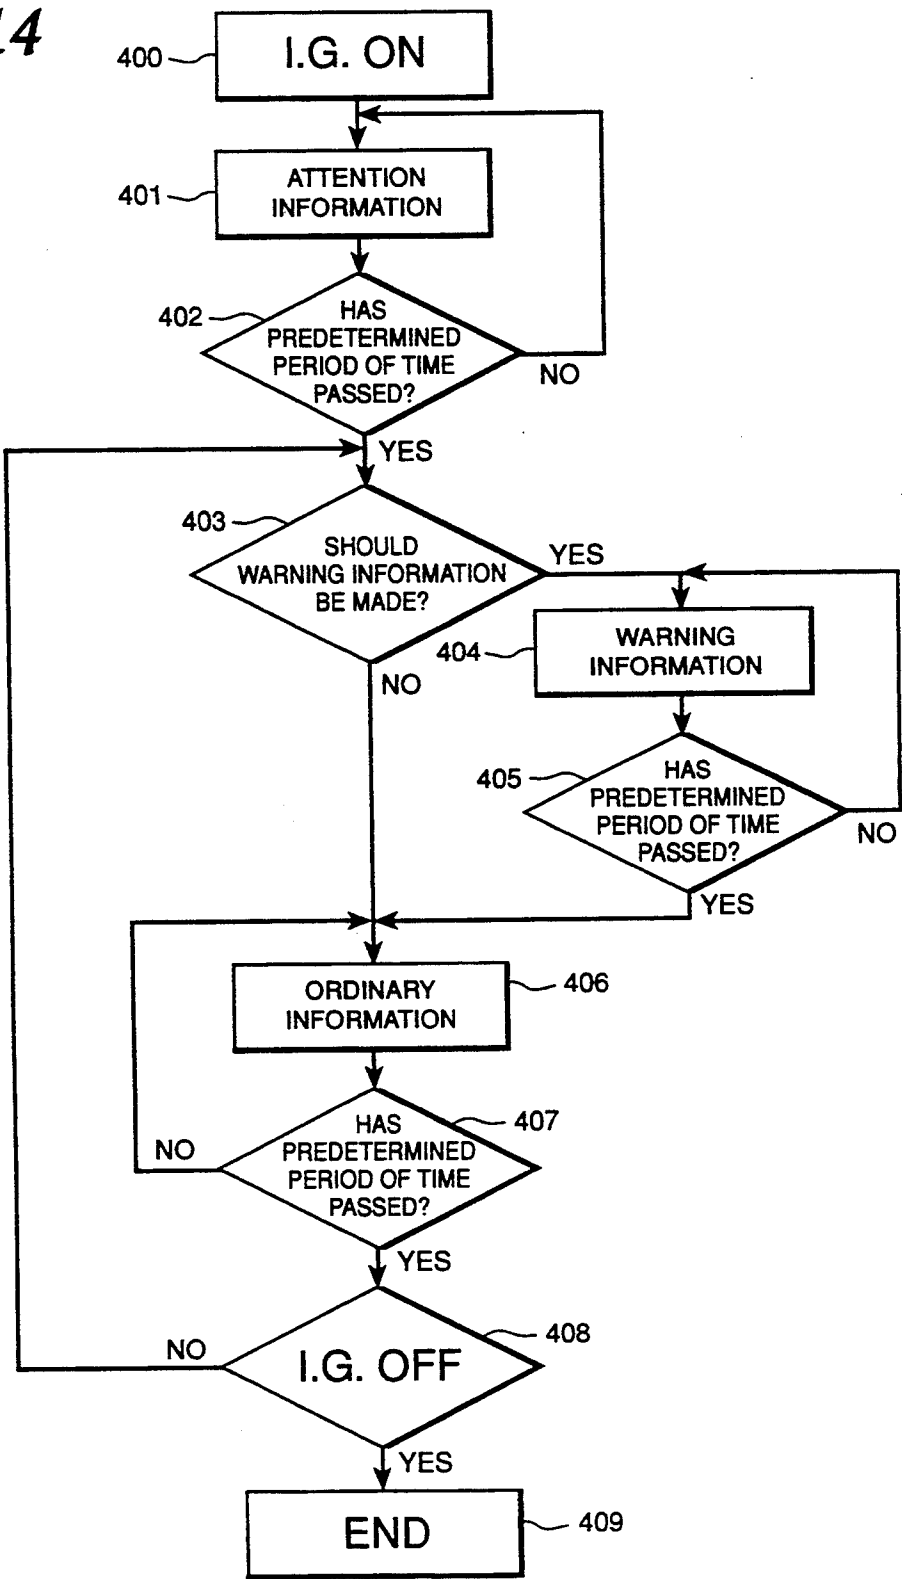 14
400
I.G. ON
401
ATTENTION
INFORMATION
402
HAS
PREDETERMINED
PERIOD OF TIME
PASSED?
NO
YES
403
SHOULD
WARNING INFORMATION
BE MADE?
YES
NO
404
WARNING
INFORMATION
405
HAS
PREDETERMINED
PERIOD OF TIME
PASSED?
NO
YES
ORDINARY
INFORMATION
406
HAS
PREDETERMINED
PERIOD OF TIME
PASSED?
407
NO
YES
I.G. OFF
408
NO
YES
END
409